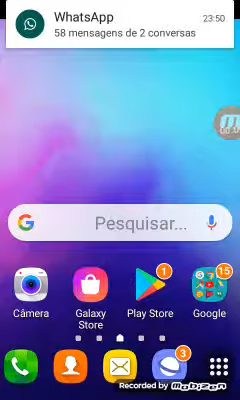 WhatsApp 23:50
58 mensagens de 2 conversas
Pesquisar...
1 15
Câmera Galaxy Store Play Store Google
3
Recorded by Mobizen